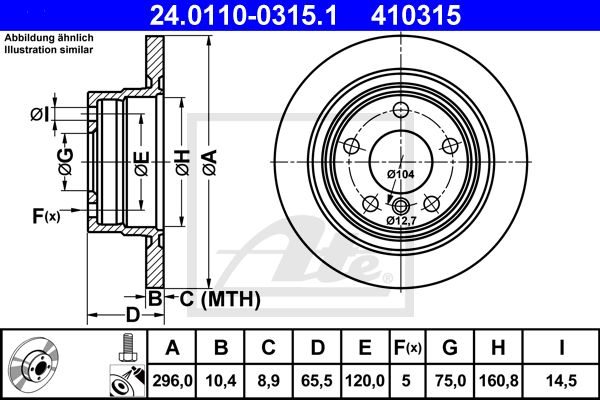 24.0110-0315.1 410315
Abbildung ähnlich
Illustration similar
ØI
ØG
ØE
ØH
ØA
F(x)
B
C (MTH)
D
Ø104
Ø12,7
Ate
A B C D E F(x) G H I
296,0 10,4 8,9 65,5 120,0 5 75,0 160,8 14,5